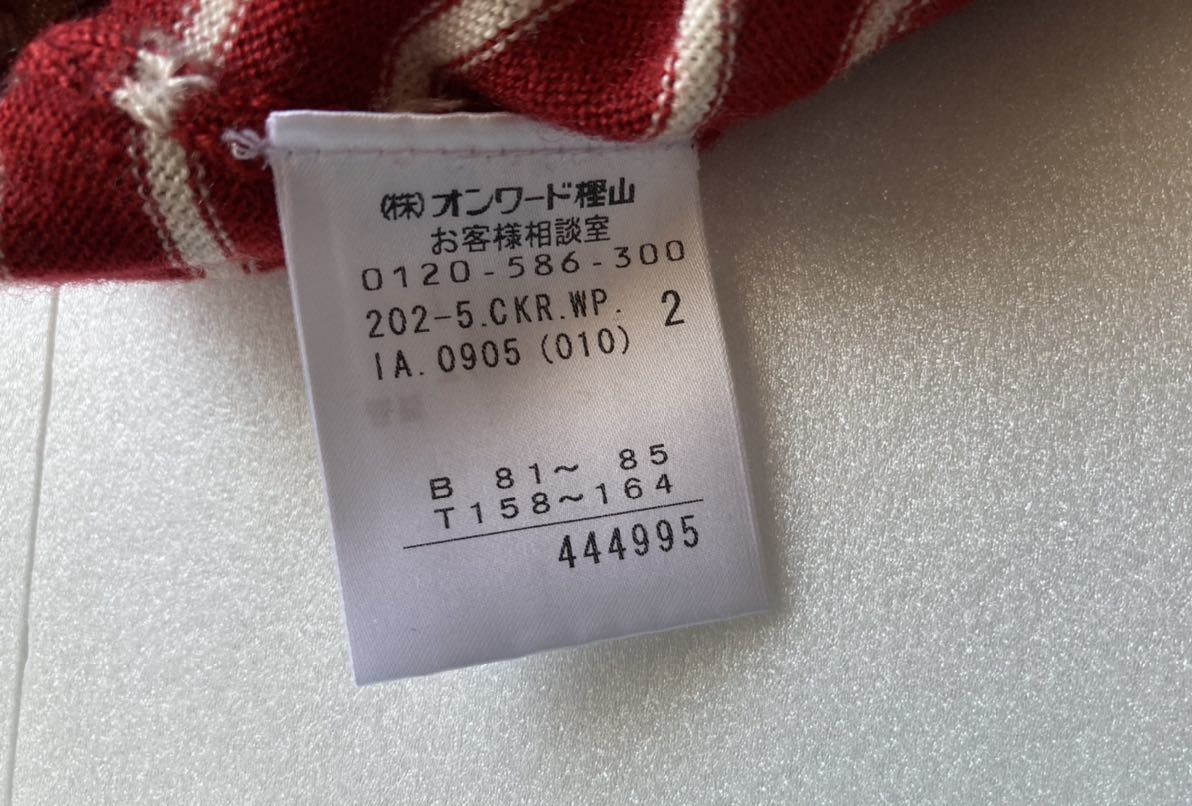 (株)オンワード樫山
お客様相談室
0120-586-300
202-5.CKR.WP. 2
IA.0905(010)
B 81～ 85
T158～164
444995